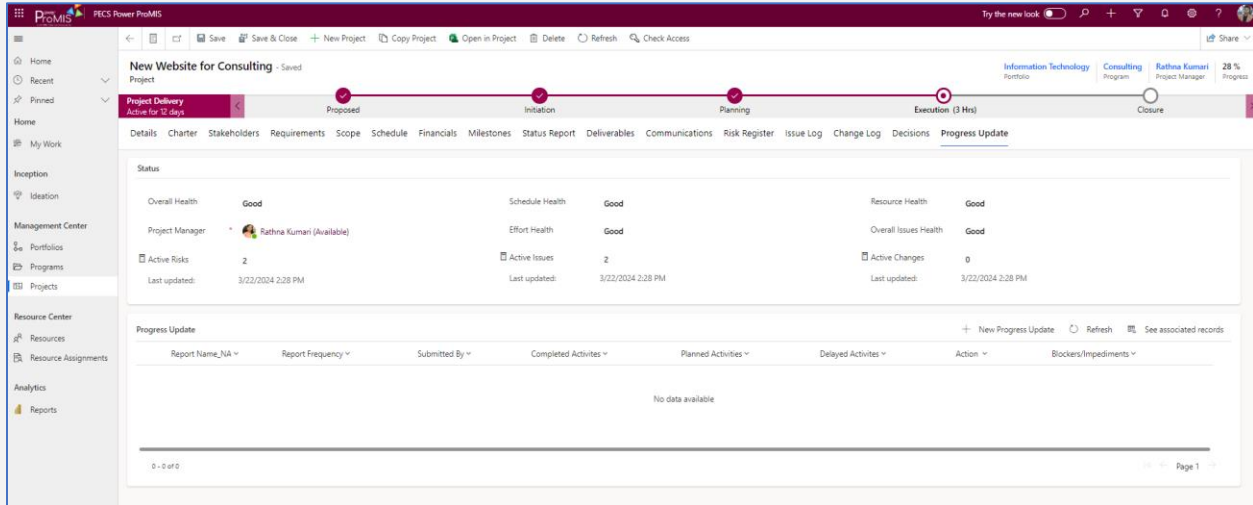 ProMIS PECS Power ProMIS Try the new look
Save Save & Close New Project Copy Project Open in Project Delete Refresh Check Access Share
Home
Recent
Pinned
Home
My Work
Inception
Ideation
Management Center
Portfolios
Programs
Projects
Resource Center
Resources
Resource Assignments
Analytics
Reports
New Website for Consulting - Saved
Project
Information Technology Consulting Rathna Kumari 28 %
Portfolio Program Project Manager Progress
Project Delivery
Active for 12 days
Proposed Initiation Planning Execution (3 Hrs) Closure
Details Charter Stakeholders Requirements Scope Schedule Financials Milestones Status Report Deliverables Communications Risk Register Issue Log Change Log Decisions Progress Update
Status
Overall Health Good Schedule Health Good Resource Health Good
Project Manager * Rathna Kumari (Available) Effort Health Good Overall Issues Health Good
Active Risks 2 Active Issues 2 Active Changes 0
Last updated: 3/22/2024 2:28 PM Last updated: 3/22/2024 2:28 PM Last updated: 3/22/2024 2:28 PM
Progress Update New Progress Update Refresh See associated records
Report Name_NA Report Frequency Submitted By Completed Activites Planned Activities Delayed Activites Action Blockers/Impediments
No data available
0 - 0 of 0 Page 1